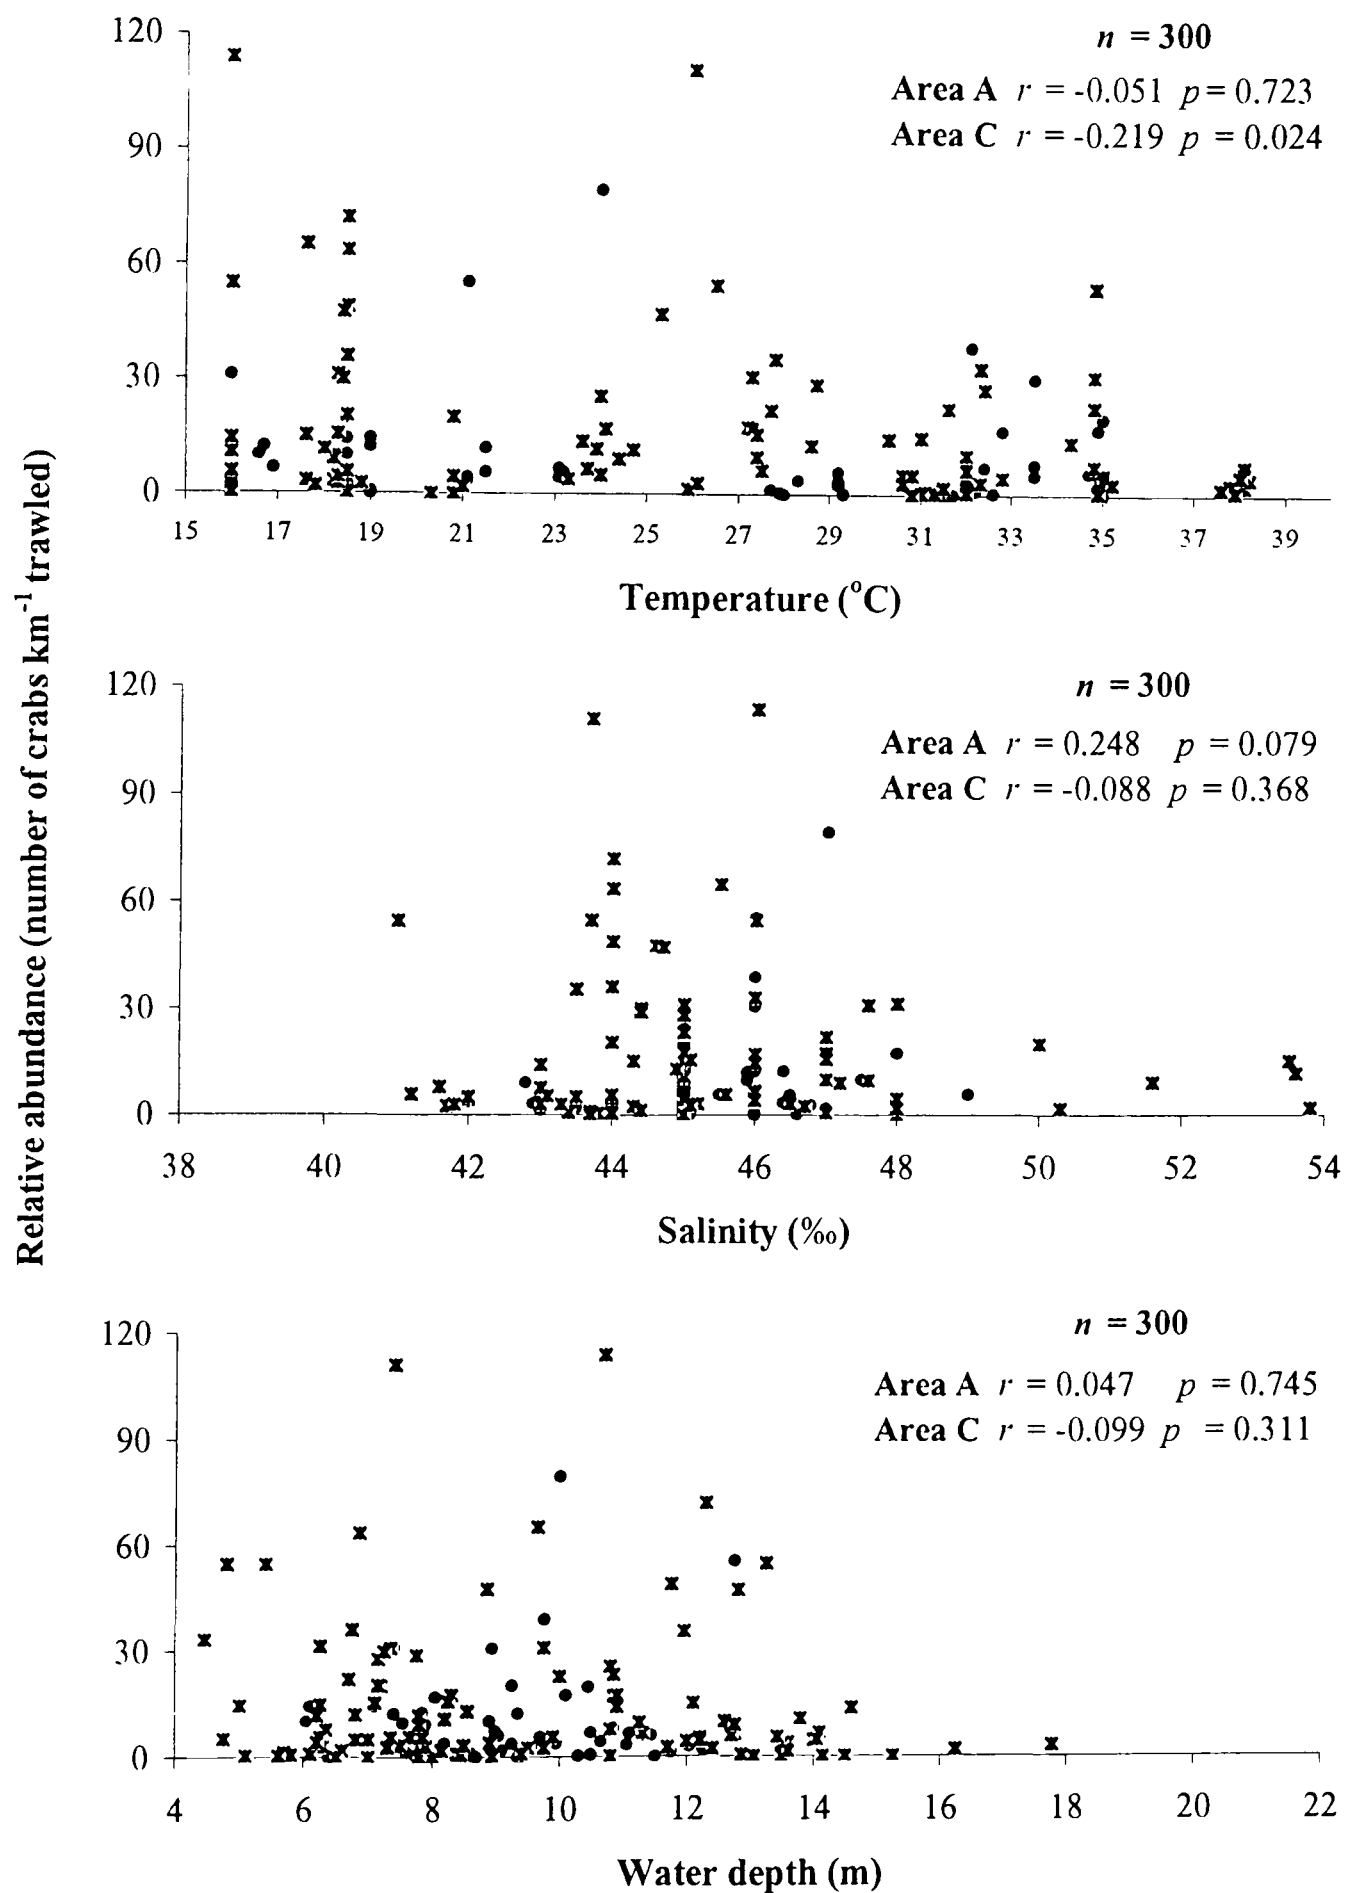 Relative abundance (number of crabs km⁻¹ trawled)
120
90
60
30
0
n = 300
Area A r = -0.051 p = 0.723
Area C r = -0.219 p = 0.024
15 17 19 21 23 25 27 29 31 33 35 37 39
Temperature (°C)
120
90
60
30
0
n = 300
Area A r = 0.248 p = 0.079
Area C r = -0.088 p = 0.368
38 40 42 44 46 48 50 52 54
Salinity (‰)
120
90
60
30
0
n = 300
Area A r = 0.047 p = 0.745
Area C r = -0.099 p = 0.311
4 6 8 10 12 14 16 18 20 22
Water depth (m)